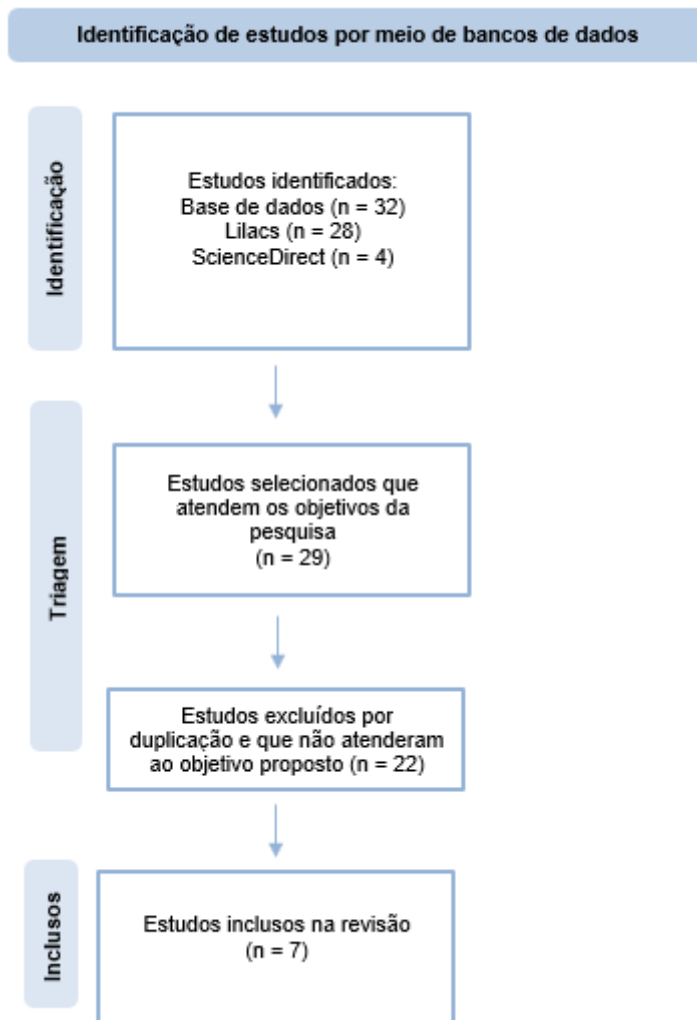 Identificação de estudos por meio de bancos de dados
Identificação
Estudos identificados:
Base de dados (n = 32)
Lilacs (n = 28)
ScienceDirect (n = 4)
Triagem
Estudos selecionados que
atendem os objetivos da
pesquisa
(n = 29)
Estudos excluídos por
duplicação e que não atenderam
ao objetivo proposto (n = 22)
Inclusos
Estudos inclusos na revisão
(n = 7)